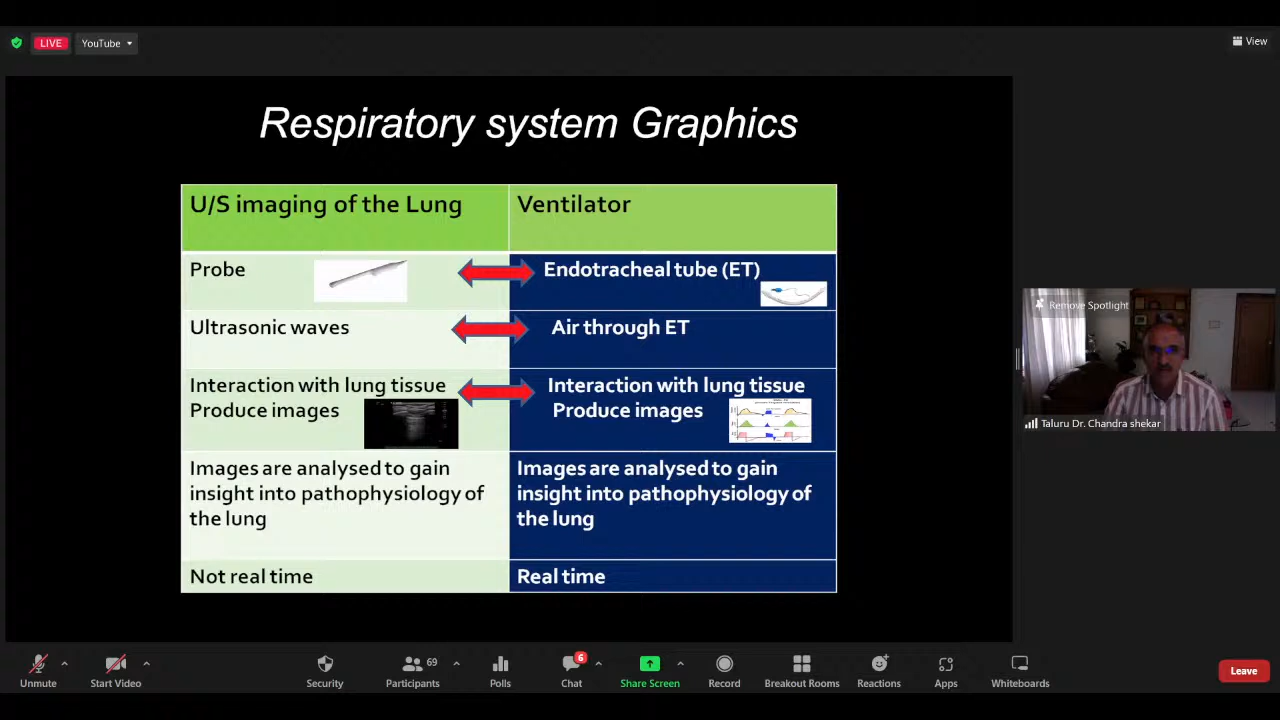 LIVE
YouTube
View
Respiratory system Graphics
U/S imaging of the Lung
Ventilator
Probe
Endotracheal tube (ET)
Ultrasonic waves
Air through ET
Interaction with lung tissue
Produce images
Interaction with lung tissue
Produce images
Images are analysed to gain
insight into pathophysiology of
the lung
Images are analysed to gain
insight into pathophysiology of
the lung
Not real time
Real time
Remove Spotlight
Taluru Dr. Chandra shekar
Unmute
Start Video
Security
69
Participants
Polls
6
Chat
Share Screen
Record
Breakout Rooms
Reactions
Apps
Whiteboards
Leave